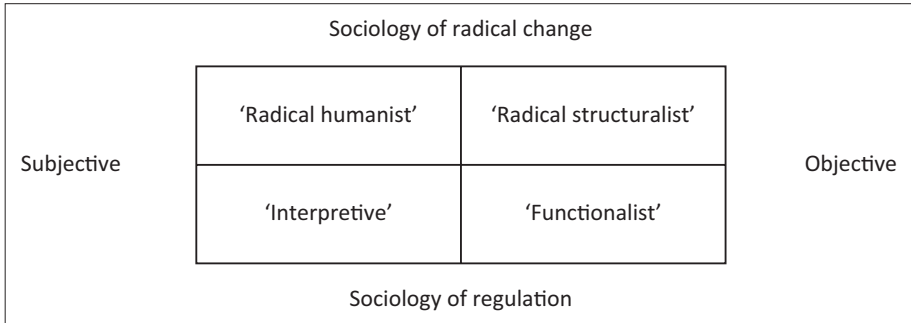 Sociology of radical change
‘Radical humanist’
‘Radical structuralist’
Subjective
Objective
‘Interpretive’
‘Functionalist’
Sociology of regulation